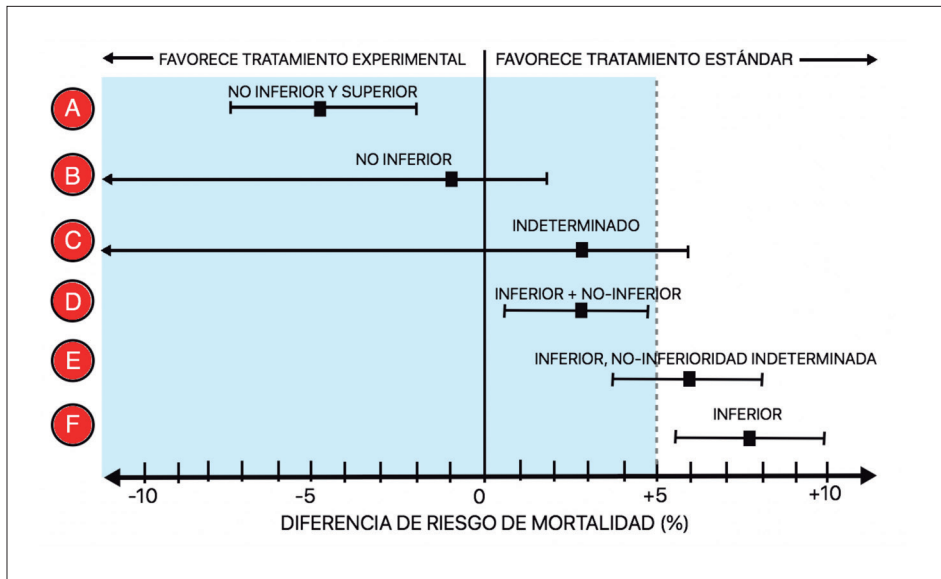 FAVORECE TRATAMIENTO EXPERIMENTAL
FAVORECE TRATAMIENTO ESTÁNDAR
A
NO INFERIOR Y SUPERIOR
B
NO INFERIOR
C
INDETERMINADO
D
INFERIOR + NO-INFERIOR
E
INFERIOR, NO-INFERIORIDAD INDETERMINADA
F
INFERIOR
-10
-5
0
+5
+10
DIFERENCIA DE RIESGO DE MORTALIDAD (%)